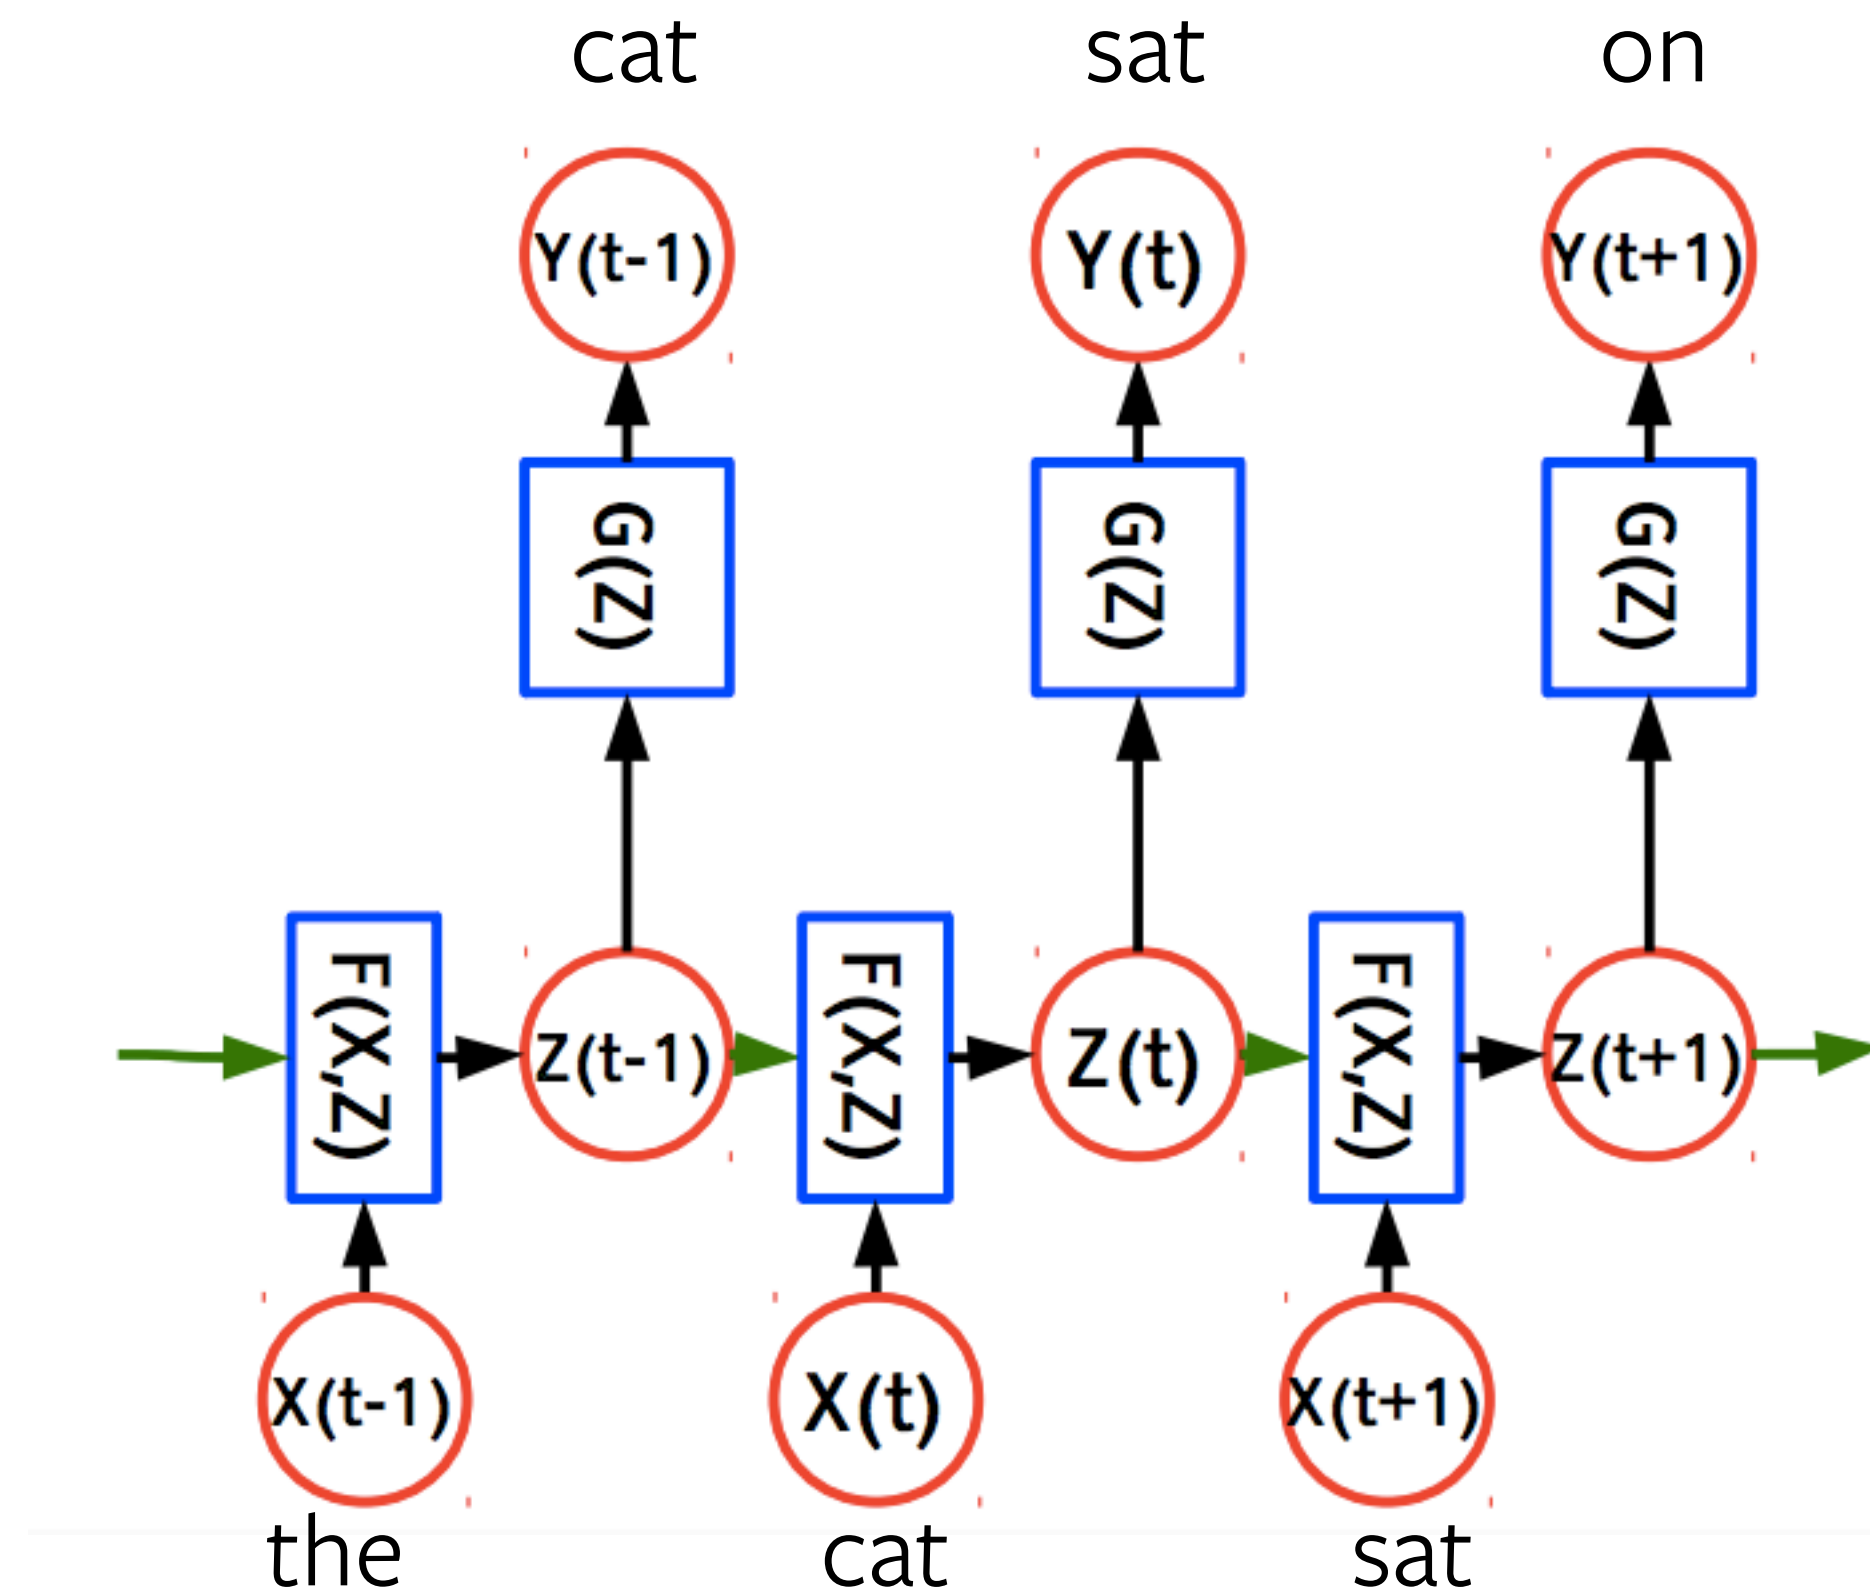 cat sat on
Y(t-1) Y(t) Y(t+1)
G(Z) G(Z) G(Z)
F(X,Z) Z(t-1) F(X,Z) Z(t) F(X,Z) Z(t+1)
X(t-1) X(t) X(t+1)
the cat sat